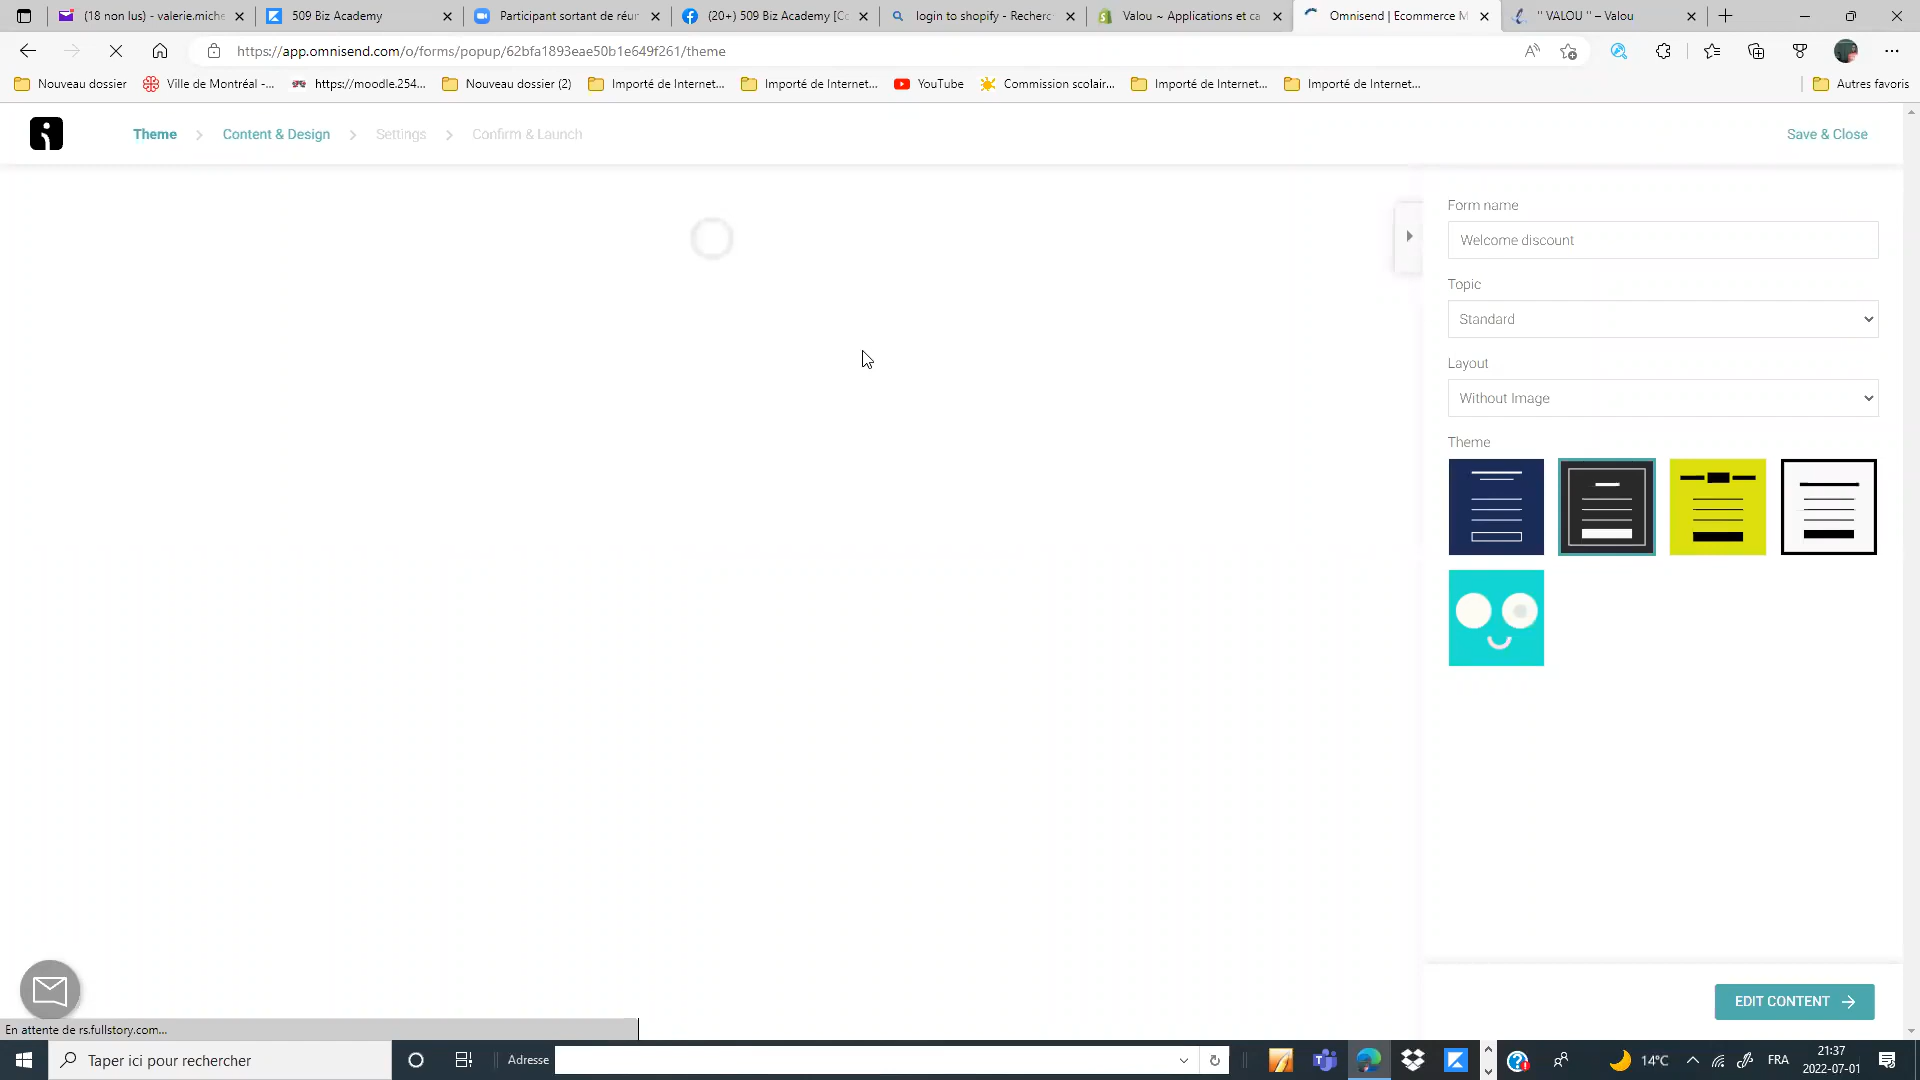 (18 non lus) - valerie.miche
509 Biz Academy
Participant sortant de réur
(20+) 509 Biz Academy [Co
login to shopify - Recherc
Valou ~ Applications et ca
Omnisend | Ecommerce M
" VALOU " – Valou
https://app.omnisend.com/o/forms/popup/62bfa1893eae50b1e649f261/theme
Nouveau dossier
Ville de Montréal -...
https://moodle.254...
Nouveau dossier (2)
Importé de Internet...
Importé de Internet...
YouTube
Commission scolair...
Importé de Internet...
Importé de Internet...
Autres favoris
Theme
Content & Design
Settings
Confirm & Launch
Save & Close
Form name
Welcome discount
Topic
Standard
Layout
Without Image
Theme
EDIT CONTENT
En attente de rs.fullstory.com...
Taper ici pour rechercher
Adresse
14°C
FRA
21:37
2022-07-01